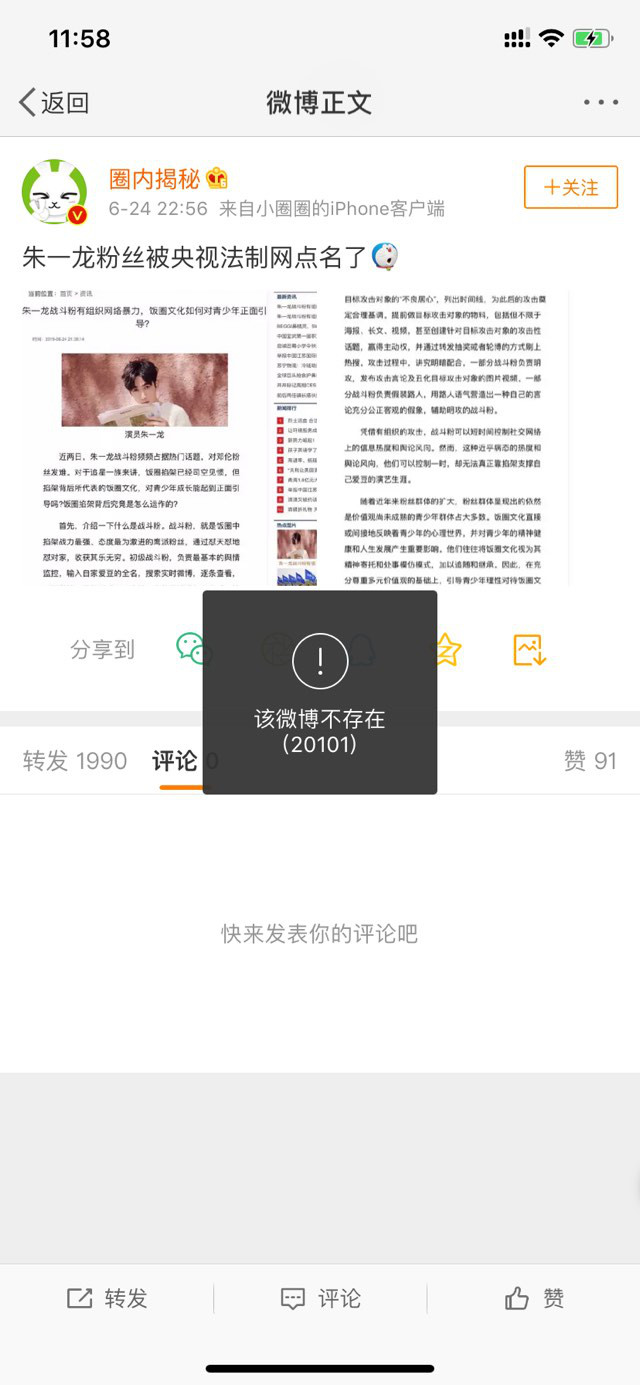 11:58
返回
微博正文
圈内揭秘
+关注
6-24 22:56 来自小圈圈的iPhone客户端
朱一龙粉丝被央视法制网点名了
当前位置：首页 > 资讯
朱一龙战斗粉有组织网络暴力，饭圈文化如何对青少年正面引
导?
演员朱一龙
近两日，朱一龙战斗粉频频占据热门话题，对邓伦粉
丝发难。对于追星一族来讲，饭圈掐架已经司空见惯，但
掐架背后所代表的饭圈文化，对青少年成长能起到正面引
导吗?饭圈掐架背后究竟是怎么运作的?
首先，介绍一下什么是战斗粉。战斗粉，就是饭圈中
掐架战力最强、态度最为激进的鹰派粉丝，通过怼天怼地
怼对家，收获其乐无穷。初级战斗粉，负责最基本的舆情
监控，输入自家爱豆的全名，搜索实时微博，逐条查看，
最新资讯
新闻排行
热点图片
目标攻击对象的"不良居心"，列出时间线，为此后的攻击奠
定合理基调。提前做目标攻击对象的物料，包括但不限于
海报、长文、视频，甚至创建针对目标攻击对象的攻击性
话题，赢得主动权，并通过转发抽奖或者轮博的方式刷上
热搜。攻击过程中，讲究明暗配合，一部分战斗粉负责明
攻，发布攻击言论及丑化目标攻击对象的图片视频，一部
分战斗粉负责假装路人，用路人语气营造出一种自己的言
论充分公正客观的假象，辅助明攻的战斗粉。
凭借有组织的攻击，战斗粉可以短时间控制社交网络
上的信息热度和舆论风向。然而，这种近乎病态的热度和
舆论风向，他们可以控制一时，却无法真正靠掐架支撑自
己爱豆的演艺生涯。
随着近年来粉丝群体的扩大，粉丝群里呈现出的依然
是价值观尚未成熟的青少年群体占大多数。饭圈文化直接
或间接地反映着青少年的心理世界，并对青少年的精神健
康和人生发展产生重要影响。他们往往将饭圈文化视为其
精神寄托和处事模仿模式，加以追随和继承。因此，在充
分尊重多元价值观的基础上，引导青少年理性对待饭圈文
分享到
该微博不存在
(20101)
转发 1990 评论 0 赞 91
快来发表你的评论吧
转发 评论 赞